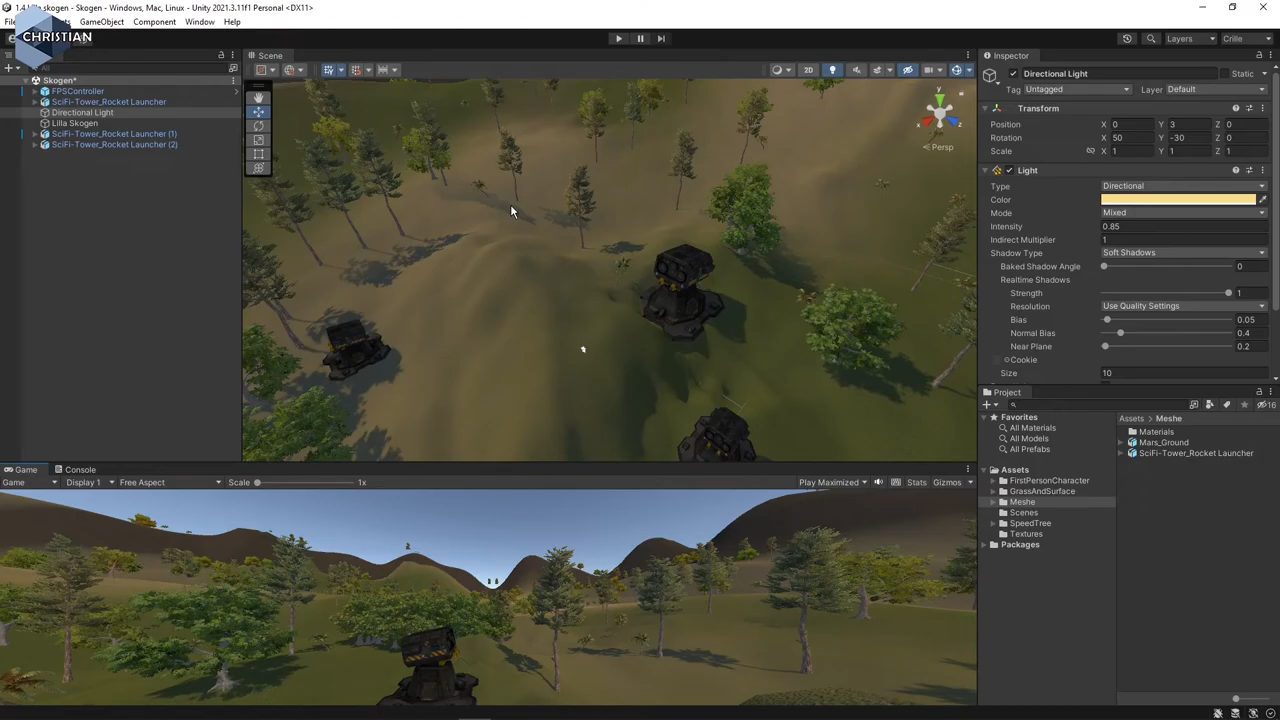 1.4 Lilla skogen - Skogen - Windows, Mac, Linux - Unity 2021.3.11f1 Personal <DX11>
CHRISTIAN
GameObject Component Window Help
Layers Crille
Scene
All
2D
Skogen*
FPSController
SciFi-Tower_Rocket Launcher
Directional Light
Lilla Skogen
SciFi-Tower_Rocket Launcher (1)
SciFi-Tower_Rocket Launcher (2)
y
x
z
Persp
Inspector
Directional Light Static
Tag Untagged Layer Default
Transform
Position X 0 Y 3 Z 0
Rotation X 50 Y -30 Z 0
Scale X 1 Y 1 Z 1
Light
Type Directional
Color
Mode Mixed
Intensity 0.85
Indirect Multiplier 1
Shadow Type Soft Shadows
Baked Shadow Angle 0
Realtime Shadows
Strength 1
Resolution Use Quality Settings
Bias 0.05
Normal Bias 0.4
Near Plane 0.2
Cookie
Size 10
Project
16
Favorites
All Materials
All Models
All Prefabs
Assets
FirstPersonCharacter
GrassAndSurface
Meshe
Scenes
SpeedTree
Textures
Packages
Assets > Meshe
Materials
Mars_Ground
SciFi-Tower_Rocket Launcher
Game Console
Game Display 1 Free Aspect Scale 1x Play Maximized Stats Gizmos